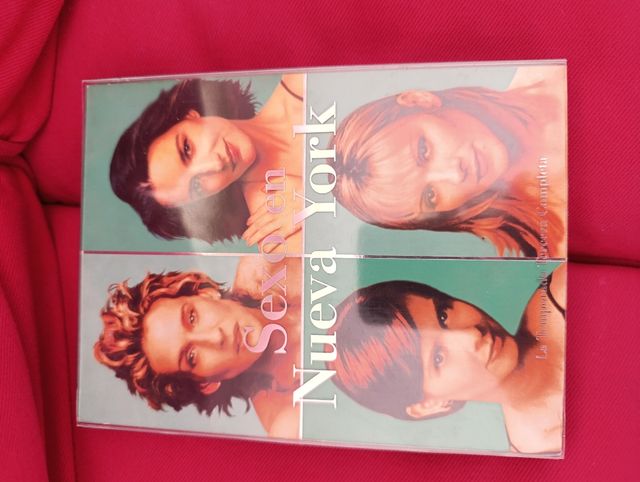 Sexo en
Nueva York
La Temporada Tercera Completa